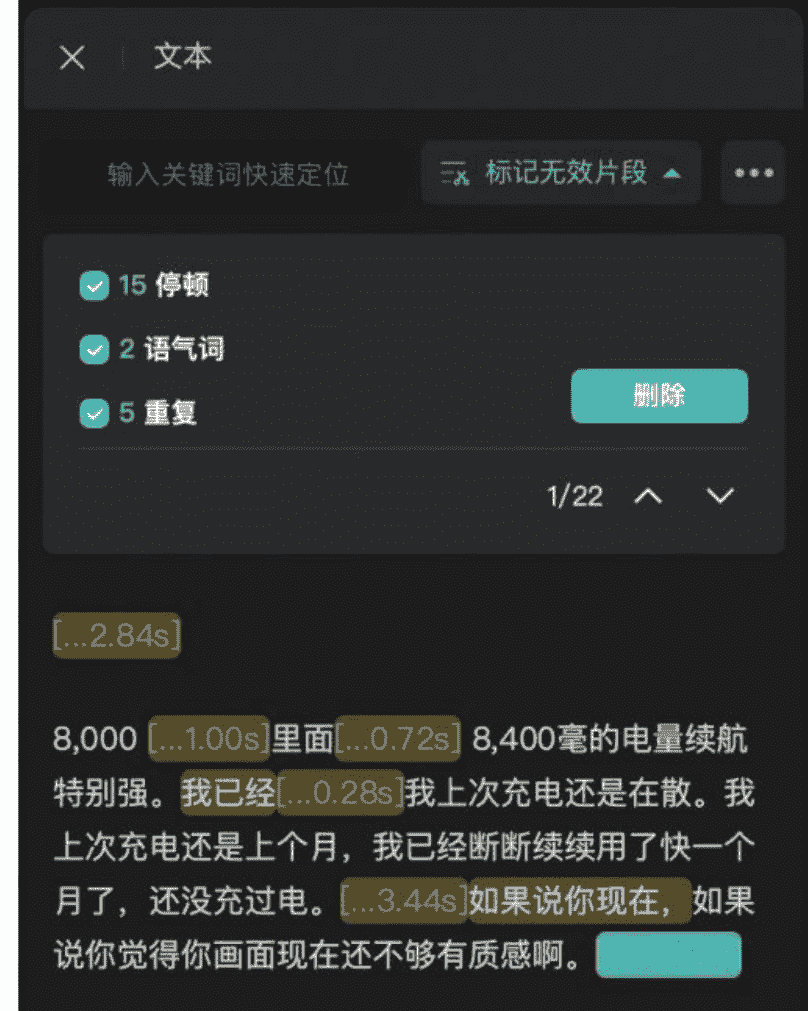 文本
输入关键词快速定位 标记无效片段
15 停顿
2 语气词
5 重复
删除
1/22
[...2.84s]
8,000 [...1.00s]里面[...0.72s] 8,400毫的电量续航
特别强。我已经[...0.28s]我上次充电还是在散。我
上次充电还是上个月，我已经断断续续用了快一个
月了，还没充过电。[...3.44s]如果说你现在，如果
说你觉得你画面现在还不够有质感啊。